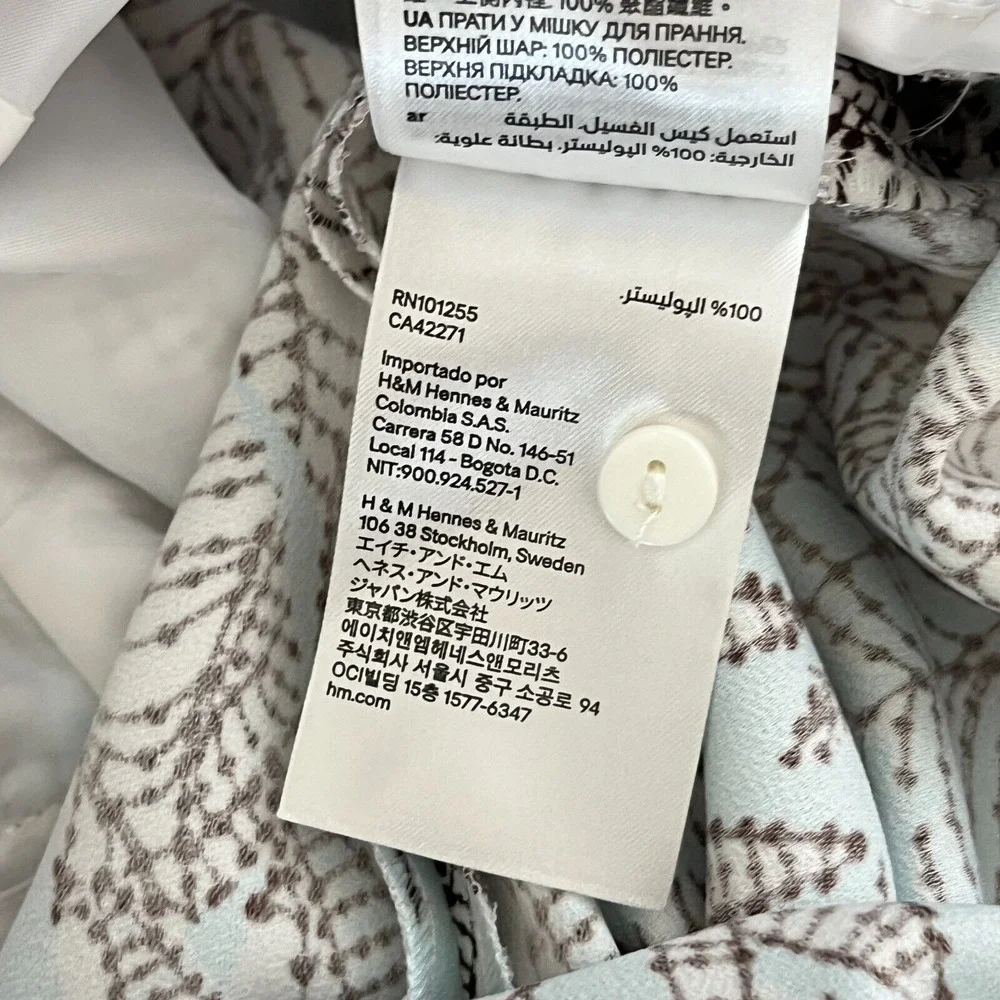 100% 聚酯纖維。
UA ПРАТИ У МІШКУ ДЛЯ ПРАННЯ.
ВЕРХНІЙ ШАР: 100% ПОЛІЕСТЕР.
ВЕРХНЯ ПІДКЛАДКА: 100%
ПОЛІЕСТЕР.
ar استعمل كيس الغسيل. الطبقة
الخارجية: 100% البوليستر. بطانة علوية:
100% البوليستر.
RN101255
CA42271
Importado por
H&M Hennes & Mauritz
Colombia S.A.S.
Carrera 58 D No. 146-51
Local 114 - Bogota D.C.
NIT:900.924.527-1
H & M Hennes & Mauritz
106 38 Stockholm, Sweden
エイチ・アンド・エム
ヘネス・アンド・マウリッツ
ジャパン株式会社
東京都渋谷区宇田川町33-6
에이치앤엠헤네스앤모리츠
주식회사 서울시 중구 소공로 94
OCI빌딩 15층 1577-6347
hm.com